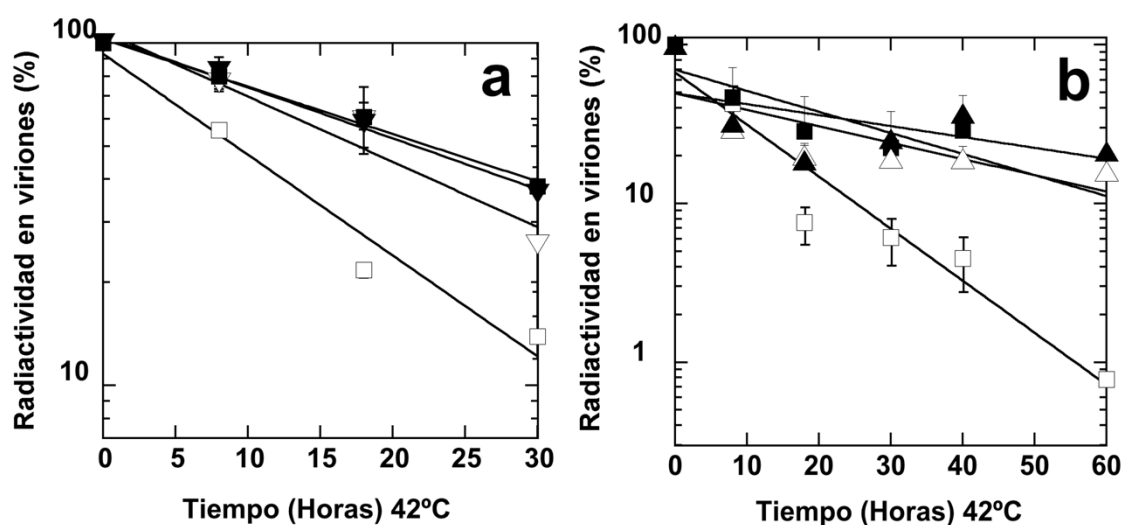 Radiactividad en viriones (%)
100
10
a
0 5 10 15 20 25 30
Tiempo (Horas) 42ºC
Radiactividad en viriones (%)
100
10
1
b
0 10 20 30 40 50 60
Tiempo (Horas) 42ºC